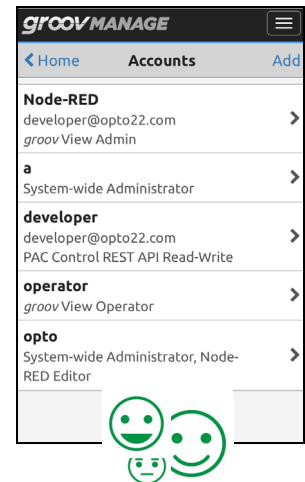 groov MANAGE
Home Accounts Add
Node-RED
developer@opto22.com
groov View Admin
a
System-wide Administrator
developer
developer@opto22.com
PAC Control REST API Read-Write
operator
groov View Operator
opto
System-wide Administrator, Node-
RED Editor